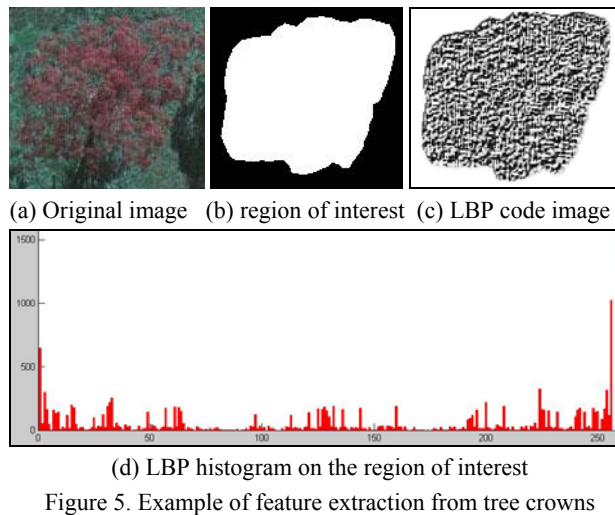 (a) Original image (b) region of interest (c) LBP code image
1500
1000
500
0
0 50 100 150 200 250
(d) LBP histogram on the region of interest
Figure 5. Example of feature extraction from tree crowns